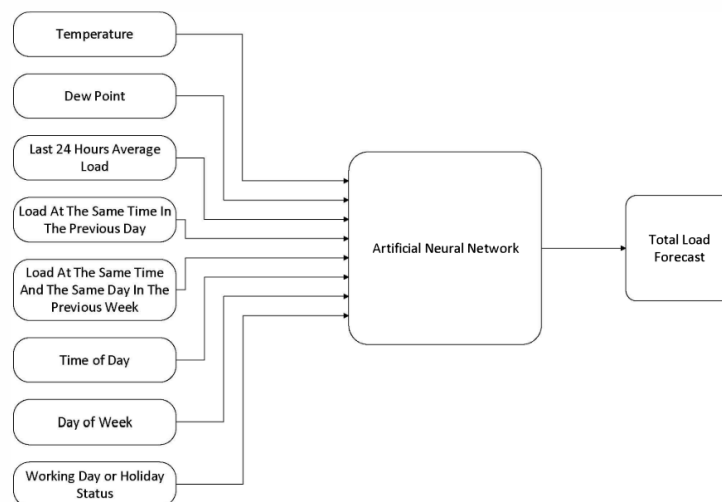 Temperature
Dew Point
Last 24 Hours Average
Load
Load At The Same Time In
The Previous Day
Load At The Same Time
And The Same Day In The
Previous Week
Time of Day
Day of Week
Working Day or Holiday
Status
Artificial Neural Network
Total Load
Forecast